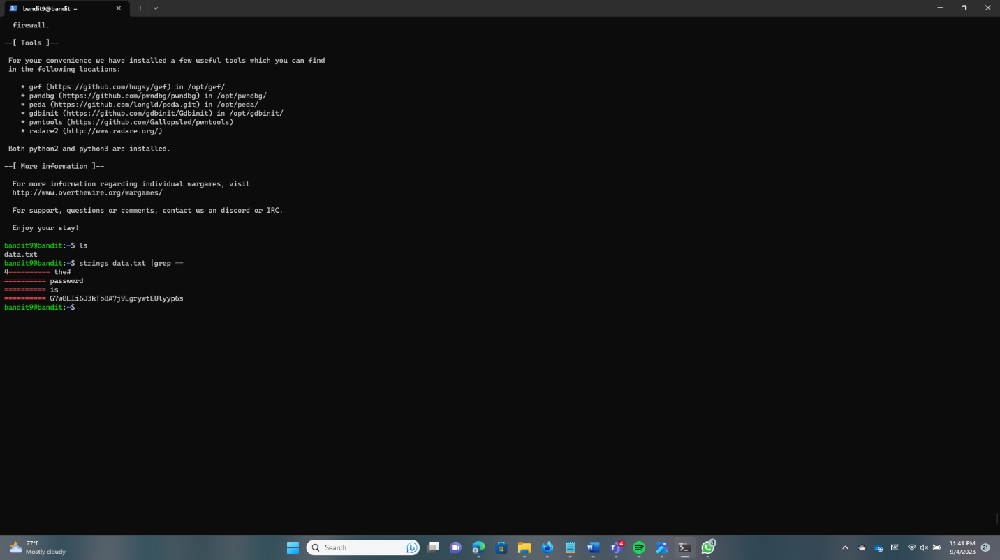 bandit9@bandit: ~
firewall.
--[ Tools ]--
For your convenience we have installed a few useful tools which you can find
in the following locations:
* gef (https://github.com/hugsy/gef) in /opt/gef/
* pwndbg (https://github.com/pwndbg/pwndbg) in /opt/pwndbg/
* peda (https://github.com/longld/peda.git) in /opt/peda/
* gdbinit (https://github.com/gdbinit/Gdbinit) in /opt/gdbinit/
* pwntools (https://github.com/Gallopsled/pwntools)
* radare2 (http://www.radare.org/)
Both python2 and python3 are installed.
--[ More information ]--
For more information regarding individual wargames, visit
http://www.overthewire.org/wargames/
For support, questions or comments, contact us on discord or IRC.
Enjoy your stay!
bandit9@bandit:~$ ls
data.txt
bandit9@bandit:~$ strings data.txt |grep ==
4========== the#
========== password
========== is
========== G7w8LIi6J3kTb8A7j9LgrywtEUlyyp6s
bandit9@bandit:~$
77°F
Mostly cloudy
Search
4
8
11:41 PM
9/4/2023